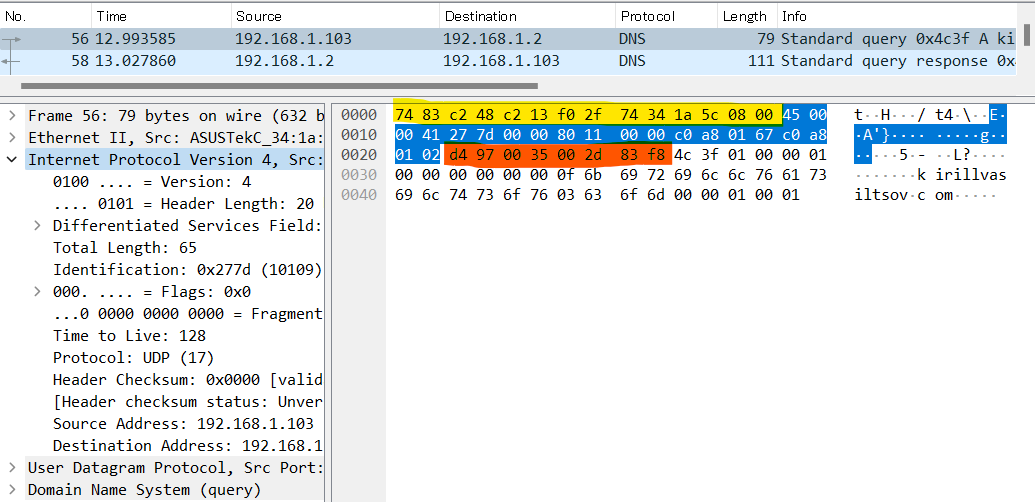 No. Time Source Destination Protocol Length Info
56 12.993585 192.168.1.103 192.168.1.2 DNS 79 Standard query 0x4c3f A ki
58 13.027860 192.168.1.2 192.168.1.103 DNS 111 Standard query response 0x
Frame 56: 79 bytes on wire (632 b
Ethernet II, Src: ASUSTekC_34:1a:
Internet Protocol Version 4, Src:
0100 .... = Version: 4
.... 0101 = Header Length: 20
Differentiated Services Field:
Total Length: 65
Identification: 0x277d (10109)
000. .... = Flags: 0x0
...0 0000 0000 0000 = Fragment
Time to Live: 128
Protocol: UDP (17)
Header Checksum: 0x0000 [valid
[Header checksum status: Unver
Source Address: 192.168.1.103
Destination Address: 192.168.1
User Datagram Protocol, Src Port:
Domain Name System (query)
0000 74 83 c2 48 c2 13 f0 2f 74 34 1a 5c 08 00 45 00 t··H···/ t4·\··E·
0010 00 41 27 7d 00 00 80 11 00 00 c0 a8 01 67 c0 a8 ·A'}···· ·····g··
0020 01 02 d4 97 00 35 00 2d 83 f8 4c 3f 01 00 00 01 ·····5·- ··L?····
0030 00 00 00 00 00 00 0f 6b 69 72 69 6c 6c 76 61 73 ·······k irillvas
0040 69 6c 74 73 6f 76 03 63 6f 6d 00 00 01 00 01 iltsov·c om·····